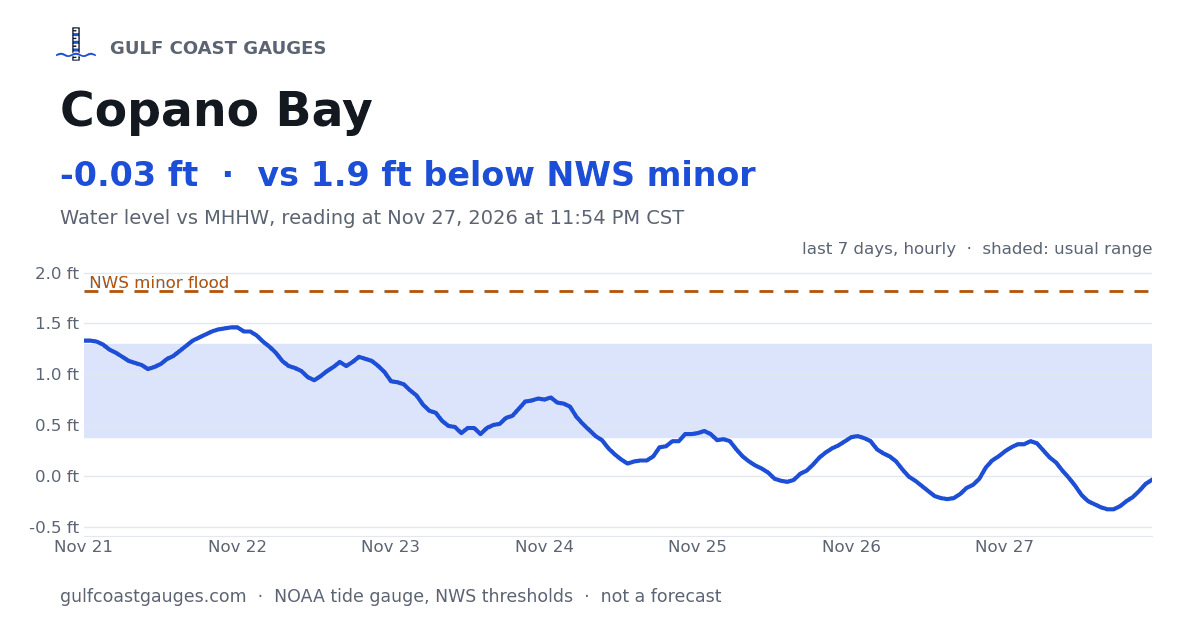 GULF COAST GAUGES
Copano Bay
-0.03 ft · vs 1.9 ft below NWS minor
Water level vs MHHW, reading at Nov 27, 2026 at 11:54 PM CST
last 7 days, hourly · shaded: usual range
2.0 ft
NWS minor flood
1.5 ft
1.0 ft
0.5 ft
0.0 ft
-0.5 ft
Nov 21 Nov 22 Nov 23 Nov 24 Nov 25 Nov 26 Nov 27
gulfcoastgauges.com · NOAA tide gauge, NWS thresholds · not a forecast